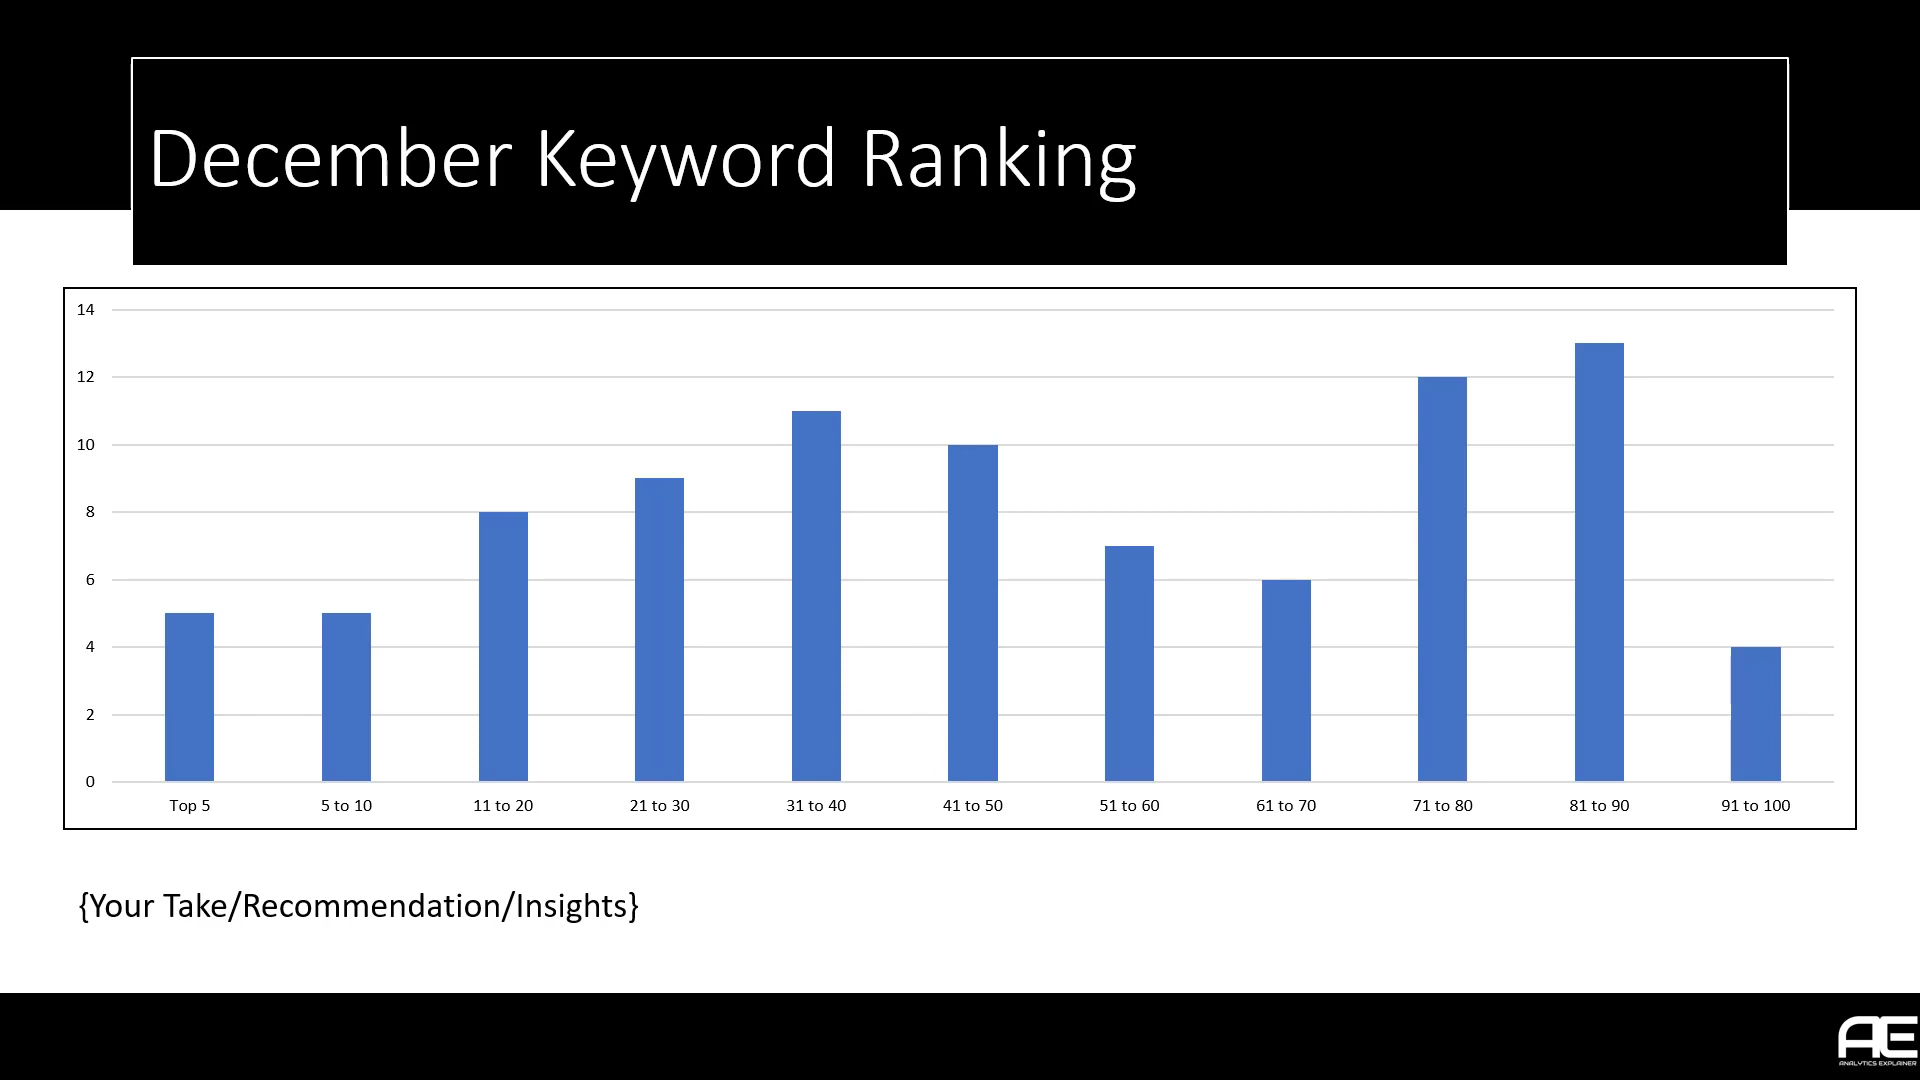 December Keyword Ranking
14
12
10
8
6
4
2
0
Top 5 5 to 10 11 to 20 21 to 30 31 to 40 41 to 50 51 to 60 61 to 70 71 to 80 81 to 90 91 to 100
{Your Take/Recommendation/Insights}
AE
ANALYTICS EXPLAINER